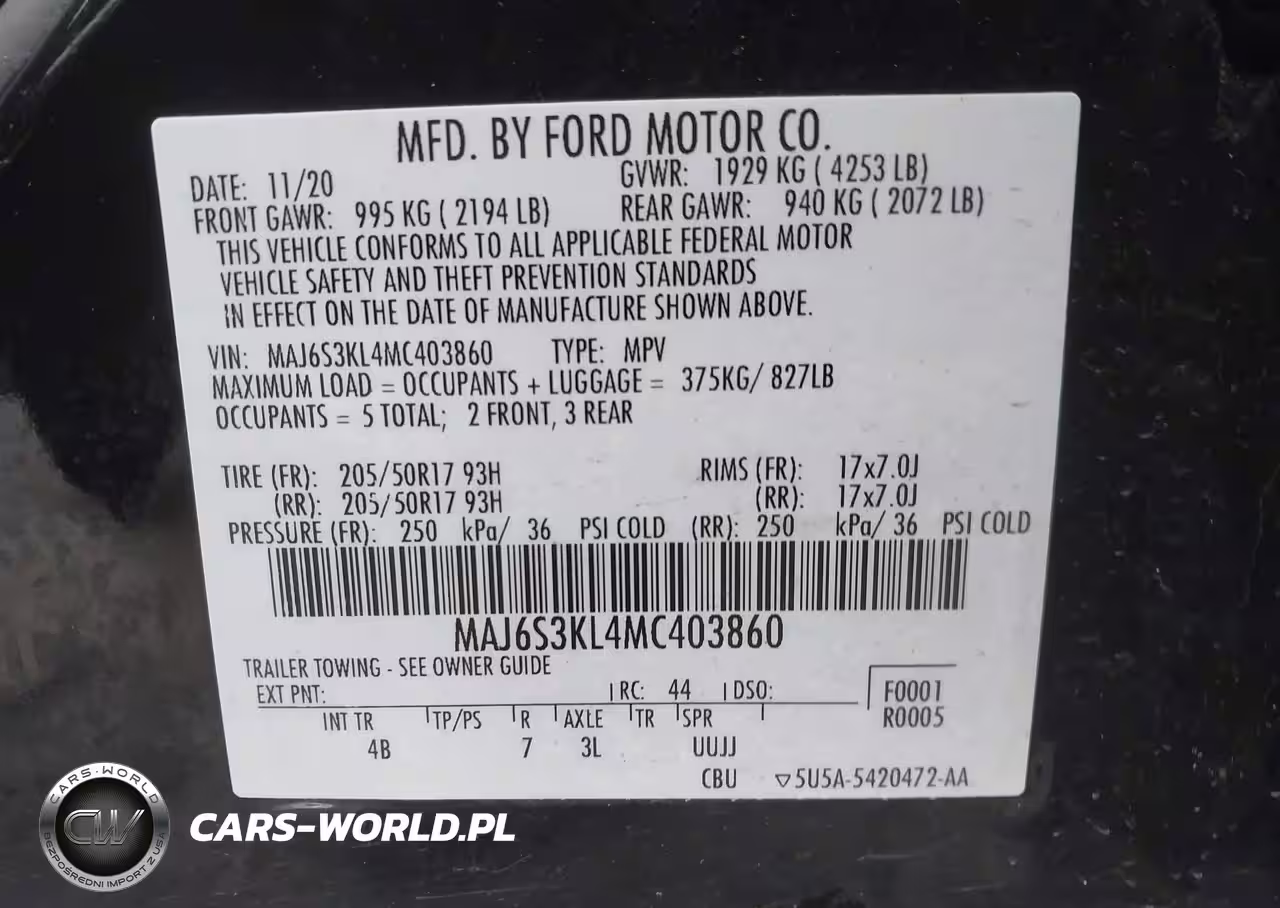 MFD. BY FORD MOTOR CO.
DATE: 11/20 GVWR: 1929 KG ( 4253 LB)
FRONT GAWR: 995 KG ( 2194 LB) REAR GAWR: 940 KG ( 2072 LB)
THIS VEHICLE CONFORMS TO ALL APPLICABLE FEDERAL MOTOR
VEHICLE SAFETY AND THEFT PREVENTION STANDARDS
IN EFFECT ON THE DATE OF MANUFACTURE SHOWN ABOVE.
VIN: MAJ6S3KL4MC403860 TYPE: MPV
MAXIMUM LOAD = OCCUPANTS + LUGGAGE = 375KG/ 827LB
OCCUPANTS = 5 TOTAL; 2 FRONT, 3 REAR
TIRE (FR): 205/50R17 93H RIMS (FR): 17x7.0J
(RR): 205/50R17 93H (RR): 17x7.0J
PRESSURE (FR): 250 kPa/ 36 PSI COLD (RR): 250 kPa/ 36 PSI COLD
MAJ6S3KL4MC403860
TRAILER TOWING - SEE OWNER GUIDE
EXT PNT: RC: 44 DSO: F0001
R0005
INT TR TP/PS R AXLE TR SPR
4B 7 3L UUJJ
CBU ▽5U5A-5420472-AA
CARS-WORLD
CW
BEZPOŚREDNI IMPORT Z USA
CARS-WORLD.PL